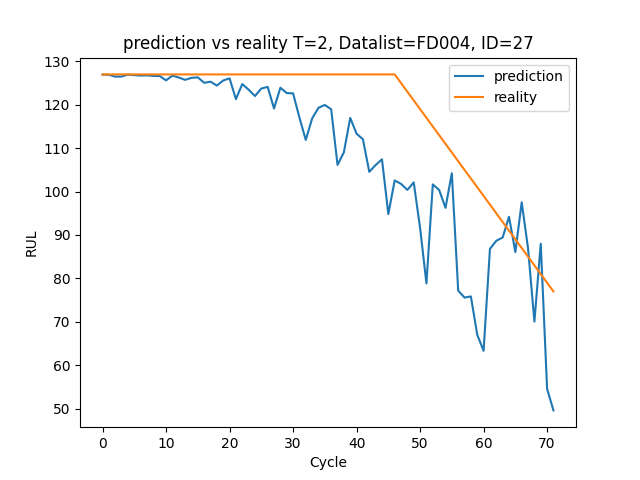 prediction vs reality T=2, Datalist=FD004, ID=27
prediction
reality
130
120
110
100
90
80
70
60
50
RUL
0 10 20 30 40 50 60 70
Cycle